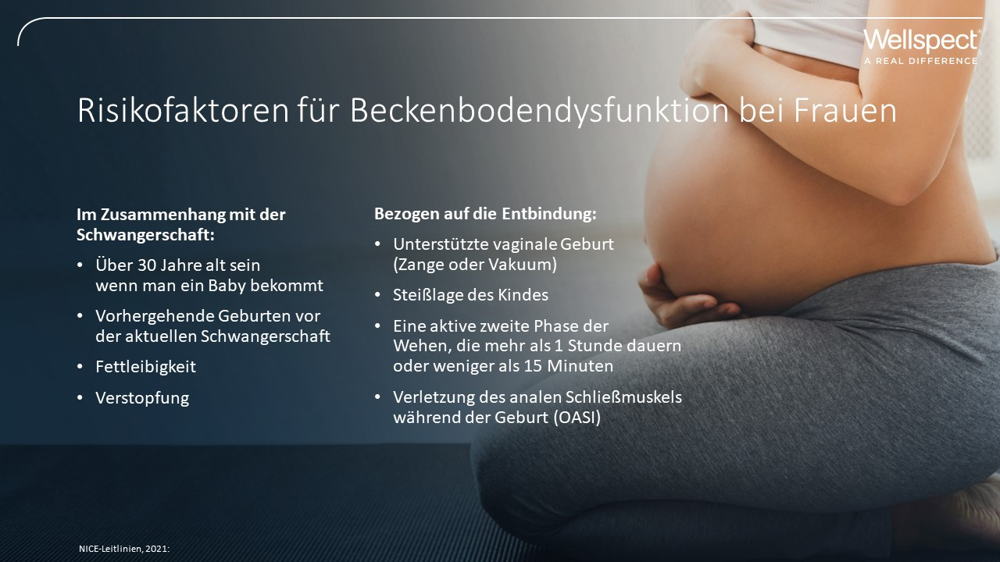 Wellspect®
A REAL DIFFERENCE
Risikofaktoren für Beckenbodendysfunktion bei Frauen
Im Zusammenhang mit der
Schwangerschaft:
• Über 30 Jahre alt sein
wenn man ein Baby bekommt
• Vorhergehende Geburten vor
der aktuellen Schwangerschaft
• Fettleibigkeit
• Verstopfung
Bezogen auf die Entbindung:
• Unterstützte vaginale Geburt
(Zange oder Vakuum)
• Steißlage des Kindes
• Eine aktive zweite Phase der
Wehen, die mehr als 1 Stunde dauern
oder weniger als 15 Minuten
• Verletzung des analen Schließmuskels
während der Geburt (OASI)
NICE-Leitlinien, 2021: